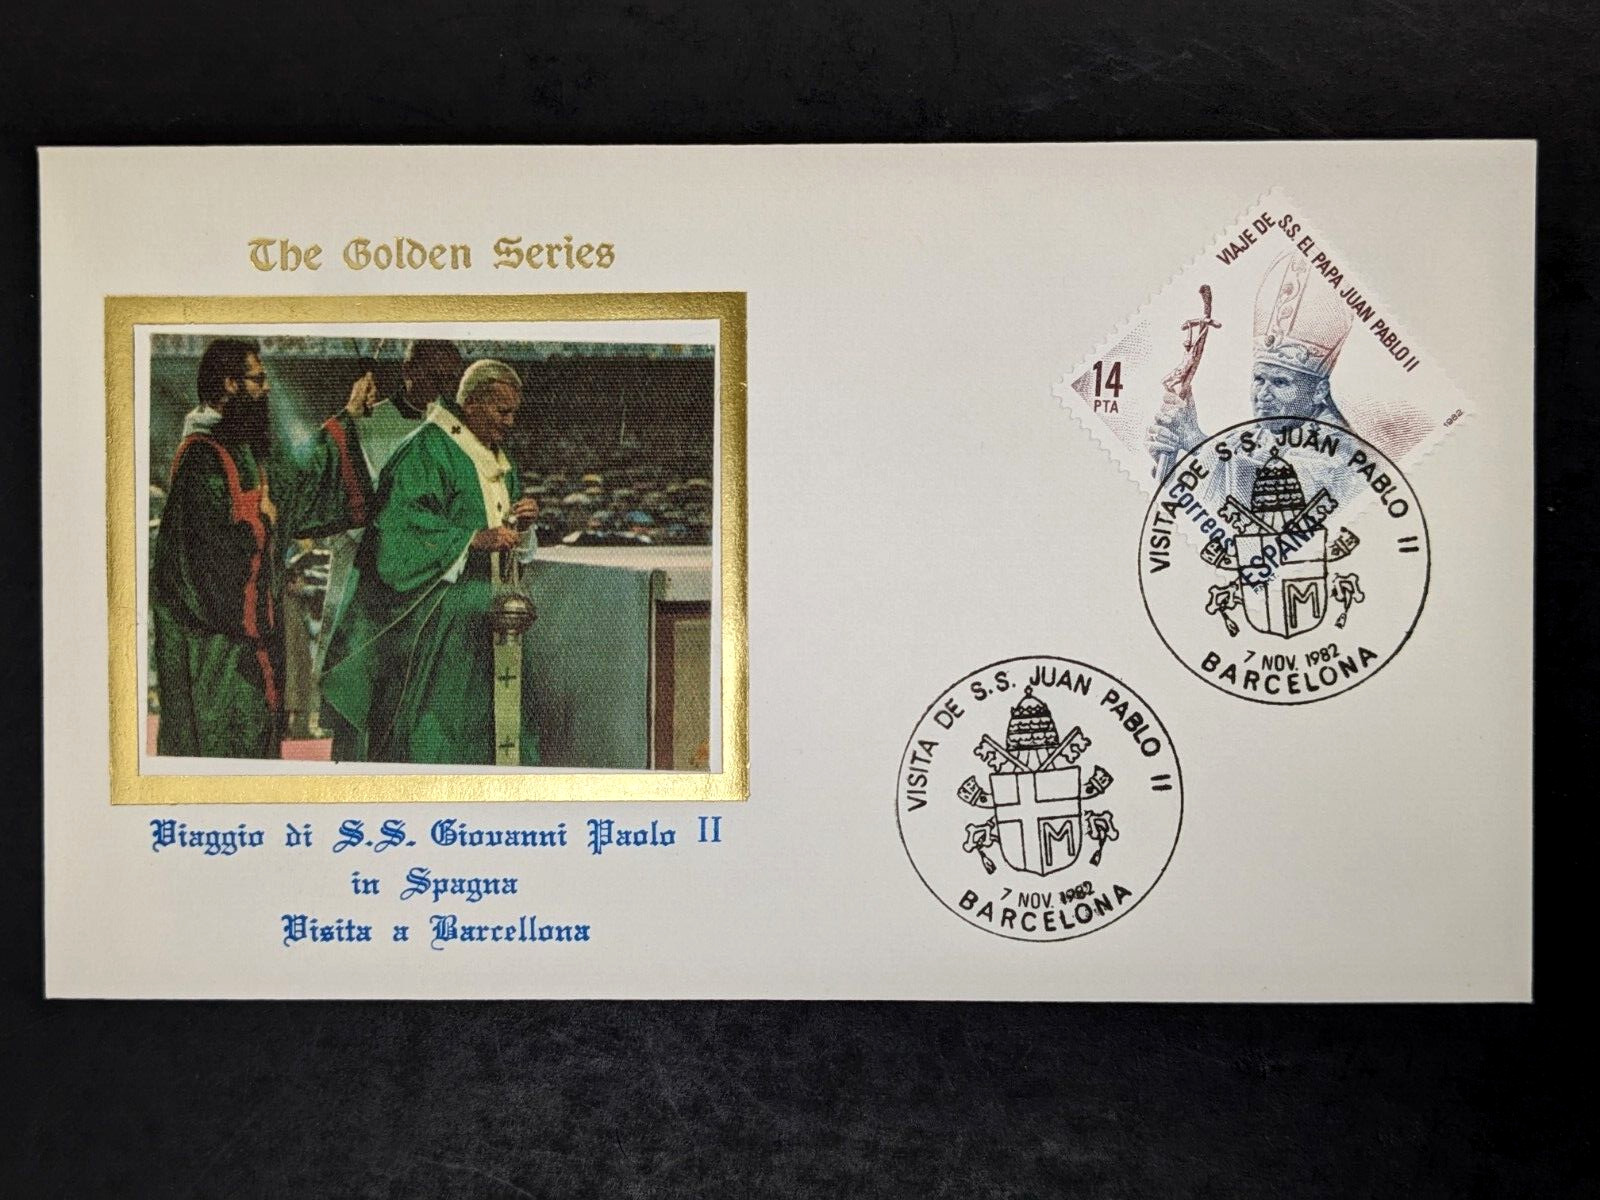 The Golden Series
Viaggio di S.S. Giovanni Paolo II
in Spagna
Visita a Barcellona
VIAJE DE S.S. EL PAPA JUAN PABLO II
14
PTA
1982
Correos
ESPAÑA
VISITA DE S.S. JUAN PABLO II
M
7 NOV. 1982
BARCELONA
VISITA DE S.S. JUAN PABLO II
M
7 NOV. 1982
BARCELONA